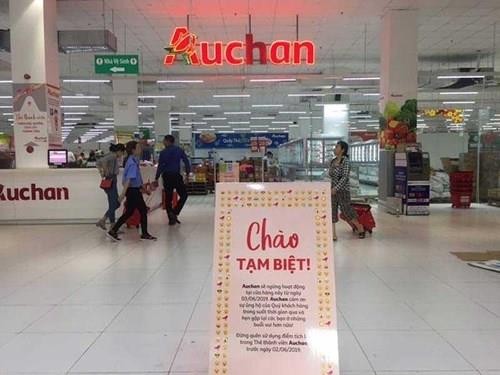 Nhà Vệ Sinh
Auchan
Auchan
Chào
TẠM BIỆT!
Auchan sẽ ngừng hoạt động
tại cửa hàng này từ ngày
03/06/2019. Auchan cảm ơn
sự ủng hộ của Quý khách hàng
trong suốt thời gian qua và
hẹn gặp lại các bạn ở những
buổi vui hơn nữa!
Đừng quên sử dụng điểm tích lũy
trong Thẻ thành viên Auchan
trước ngày 02/06/2019.